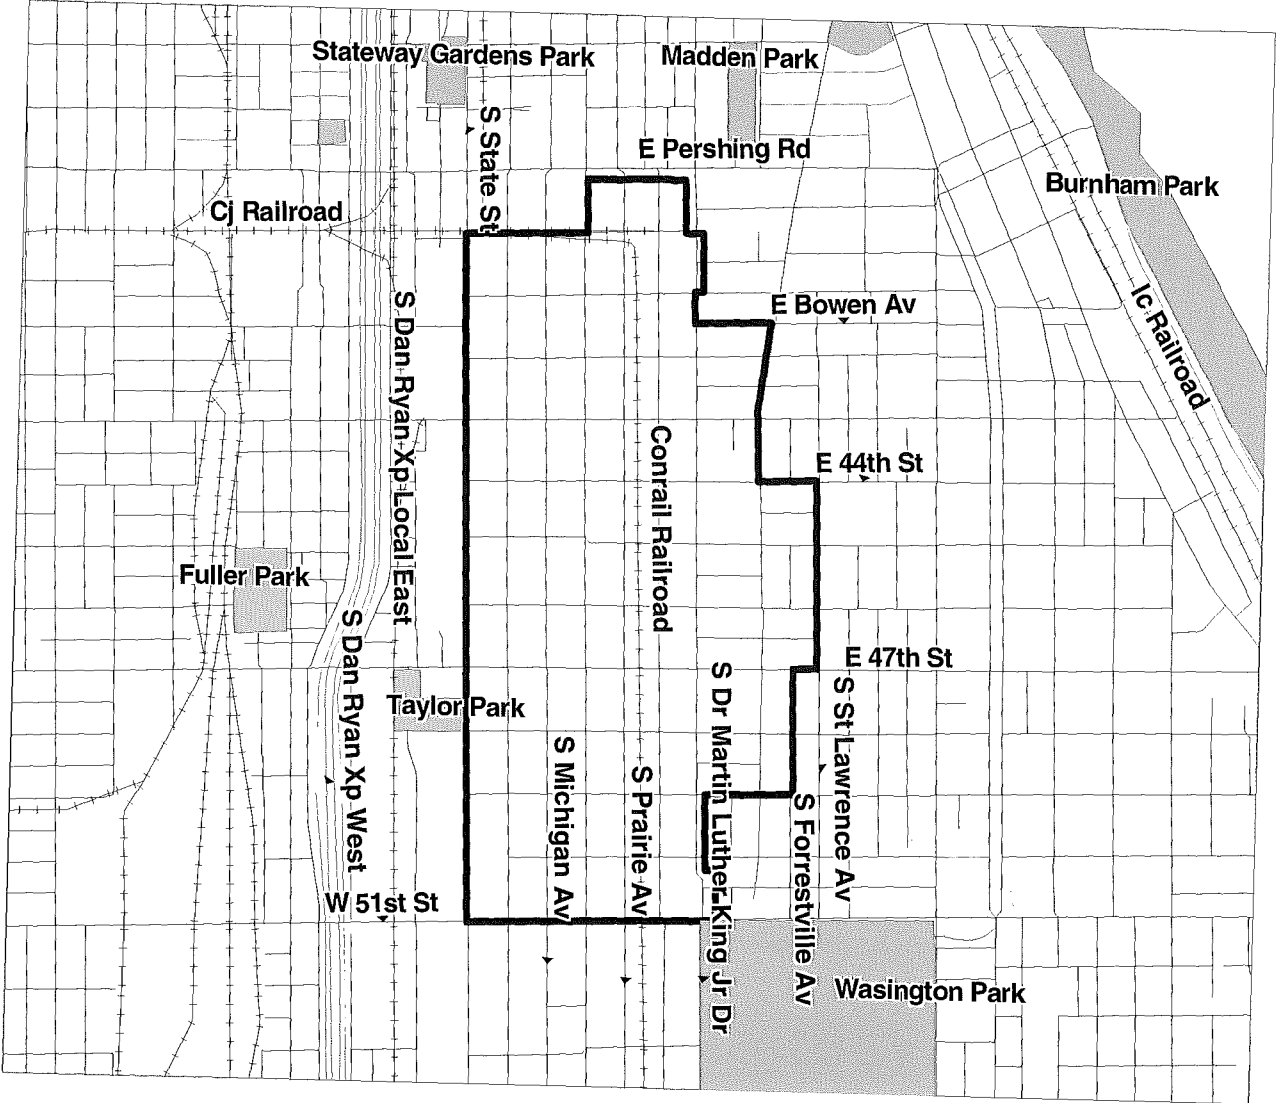 Stateway Gardens Park
Madden Park
S State St
E Pershing Rd
Burnham Park
Cj Railroad
Ic Railroad
E Bowen Av
S Dan Ryan Xp Local East
Conrail Railroad
E 44th St
Fuller Park
S Dan Ryan Xp West
E 47th St
S Dr Martin Luther King Jr Dr
S St Lawrence Av
Taylor Park
S Michigan Av
S Prairie Av
S Forrestville Av
W 51st St
Wasington Park